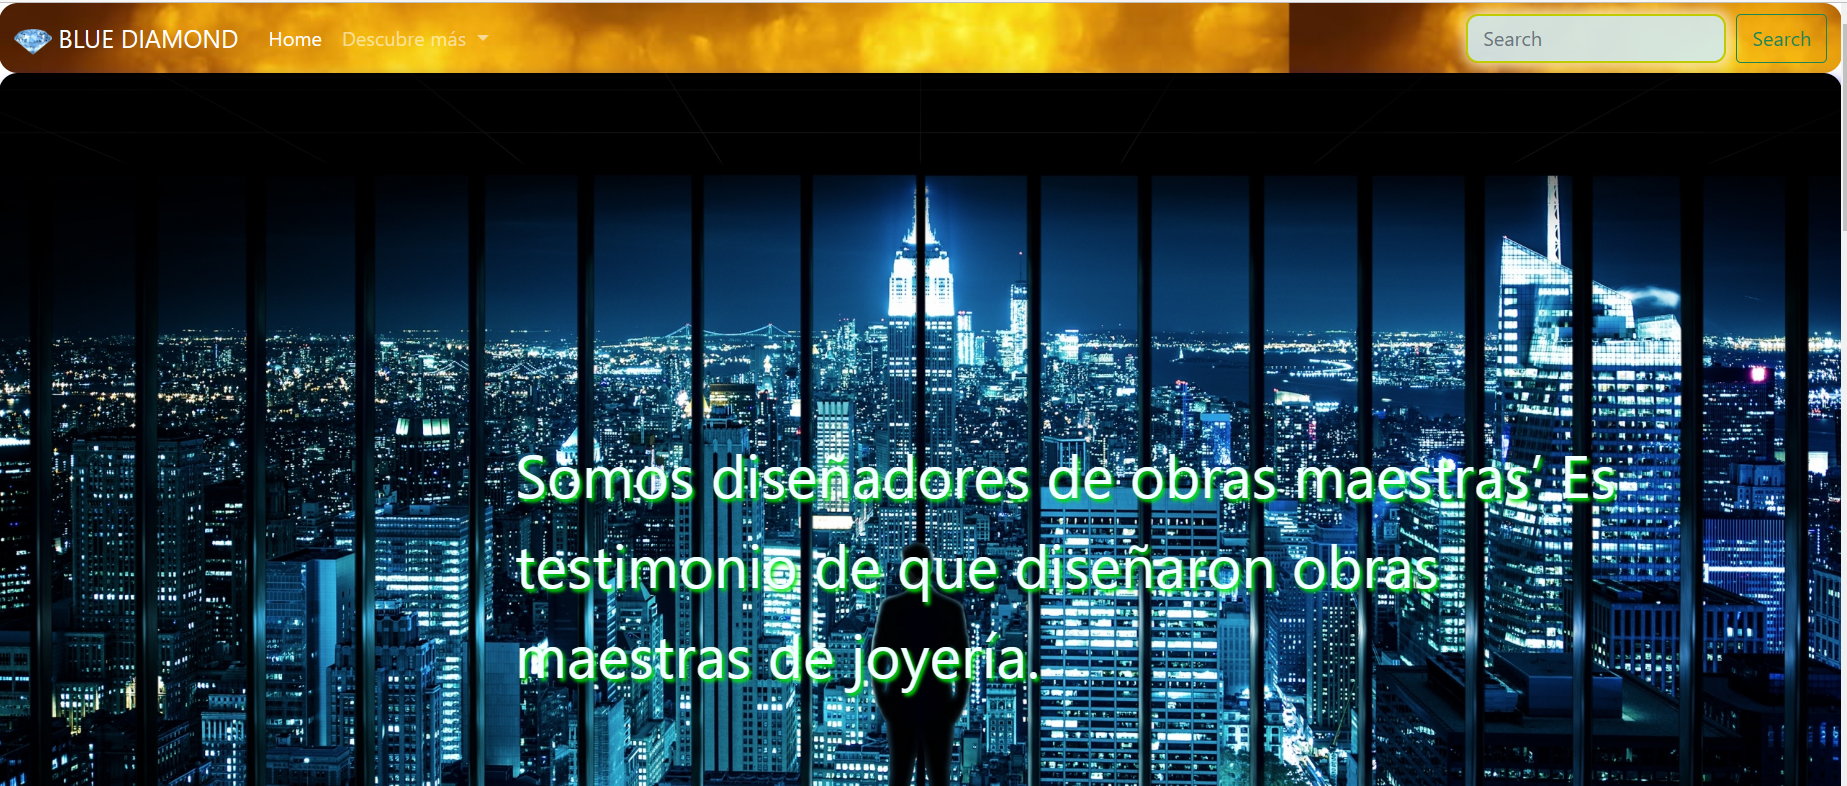 BLUE DIAMOND Home Descubre más Search Search
Somos diseñadores de obras maestras’ Es
testimonio de que diseñaron obras
maestras de joyería.